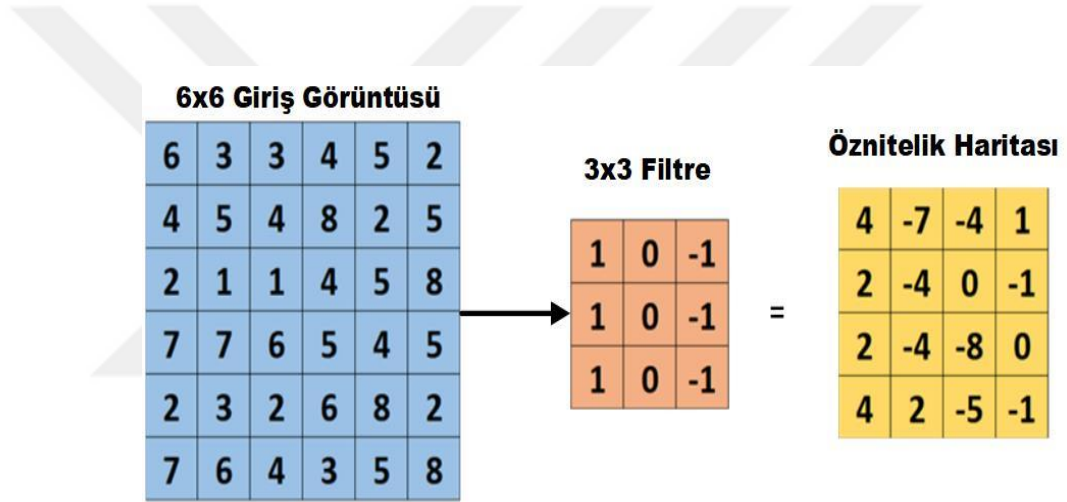 6x6 Giriş Görüntüsü
6 3 3 4 5 2
4 5 4 8 2 5
2 1 1 4 5 8
7 7 6 5 4 5
2 3 2 6 8 2
7 6 4 3 5 8
3x3 Filtre
1 0 -1
1 0 -1
1 0 -1
=
Öznitelik Haritası
4 -7 -4 1
2 -4 0 -1
2 -4 -8 0
4 2 -5 -1